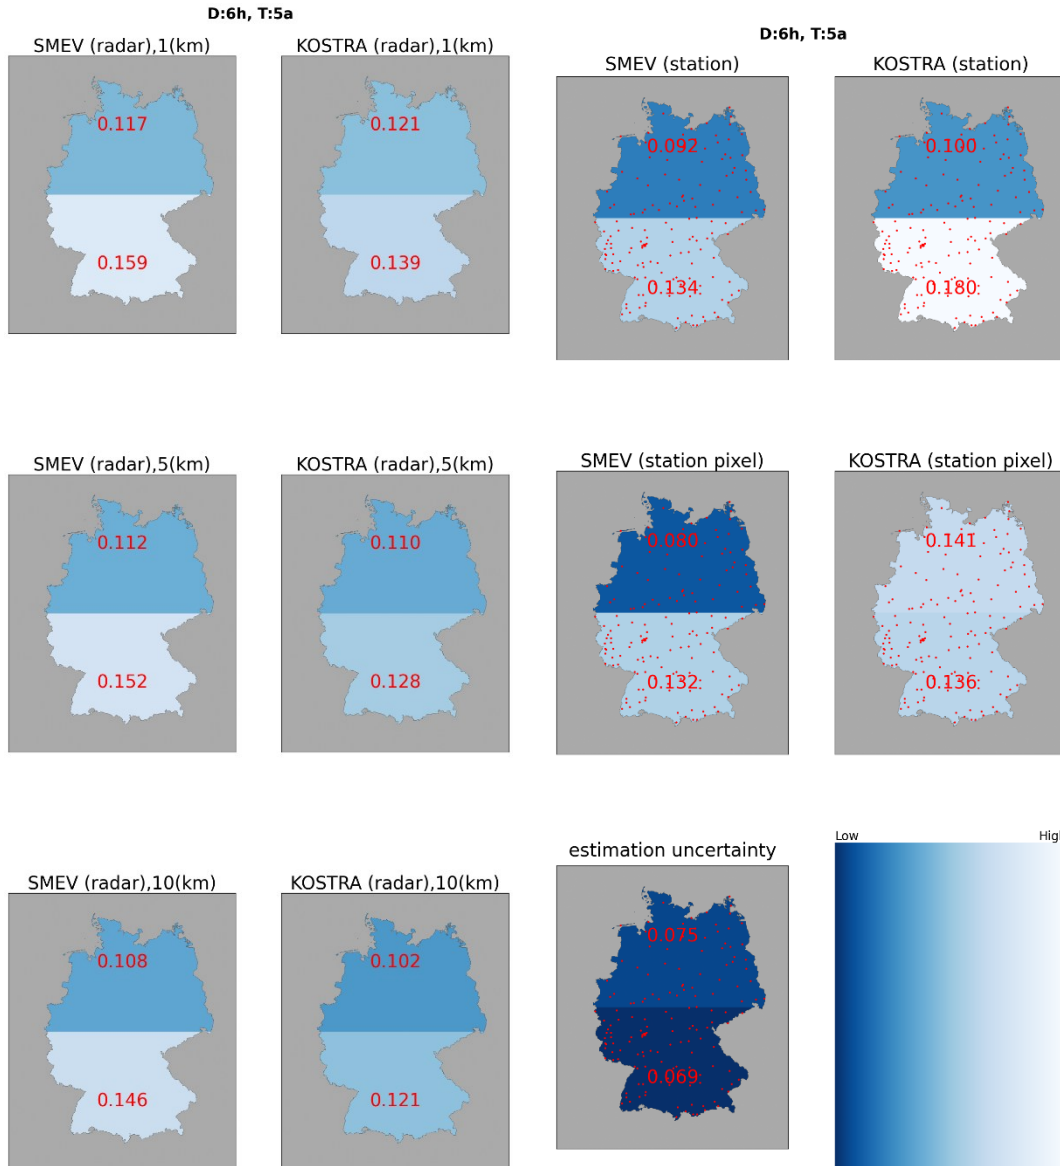 D:6h, T:5a
SMEV (radar),1(km)
KOSTRA (radar),1(km)
0.117
0.121
0.159
0.139
SMEV (radar),5(km)
KOSTRA (radar),5(km)
0.112
0.110
0.152
0.128
SMEV (radar),10(km)
KOSTRA (radar),10(km)
0.108
0.102
0.146
0.121
D:6h, T:5a
SMEV (station)
KOSTRA (station)
0.092
0.100
0.134
0.180
SMEV (station pixel)
KOSTRA (station pixel)
0.080
0.141
0.132
0.136
estimation uncertainty
0.075
0.069
Low
High